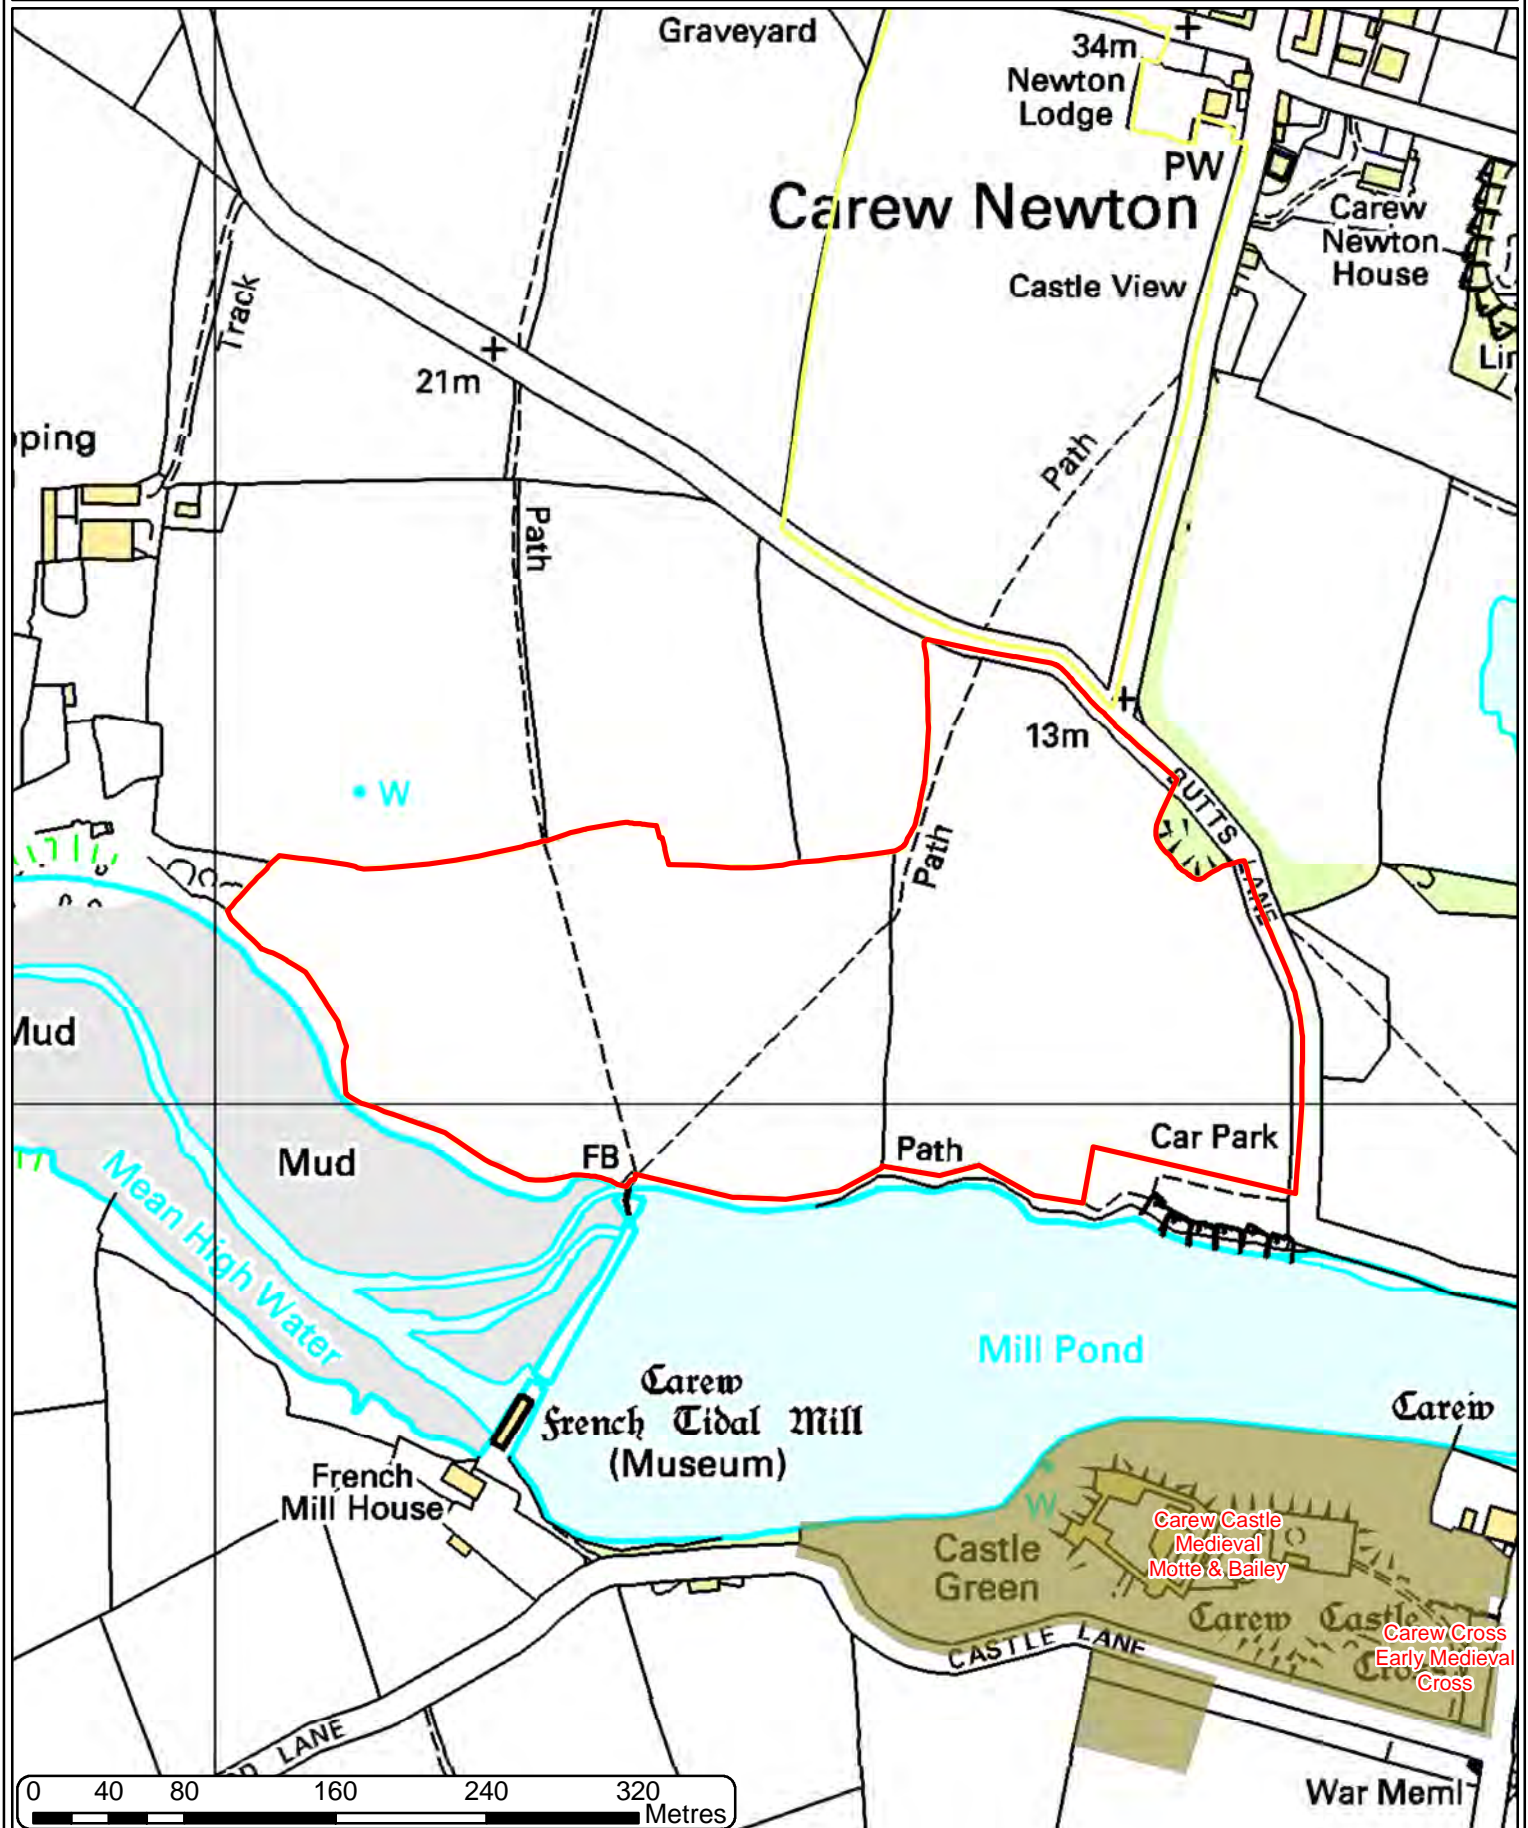 Graveyard
34m
Newton
Lodge
PW
Carew Newton
Carew
Newton
House
Castle View
Track
21m
Path
Path
Path
13m
W
BUTTS LANE
Mud
Mud
FB
Path
Car Park
Mean High Water
Mill Pond
Carew
French Tidal Mill
(Museum)
French
Mill House
Carew
W
Castle
Green
Carew Castle
Medieval
Motte & Bailey
Carew Castle
Carew Cross
Early Medieval
Cross
Cross
CASTLE LANE
LANE
War Meml
0 40 80 160 240 320
Metres